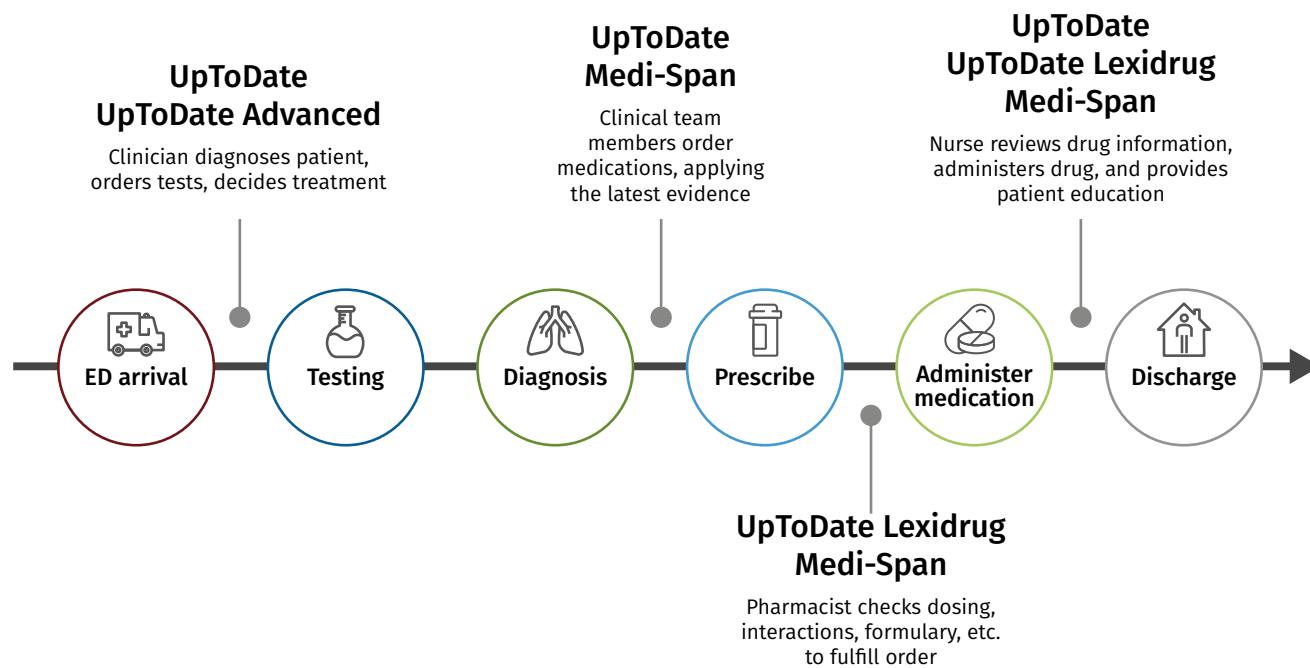 UpToDate
UpToDate Advanced
Clinician diagnoses patient,
orders tests, decides treatment
UpToDate
Medi-Span
Clinical team
members order
medications, applying
the latest evidence
UpToDate
UpToDate Lexidrug
Medi-Span
Nurse reviews drug information,
administers drug, and provides
patient education
ED arrival
Testing
Diagnosis
Prescribe
Administer
medication
Discharge
UpToDate Lexidrug
Medi-Span
Pharmacist checks dosing,
interactions, formulary, etc.
to fulfill order